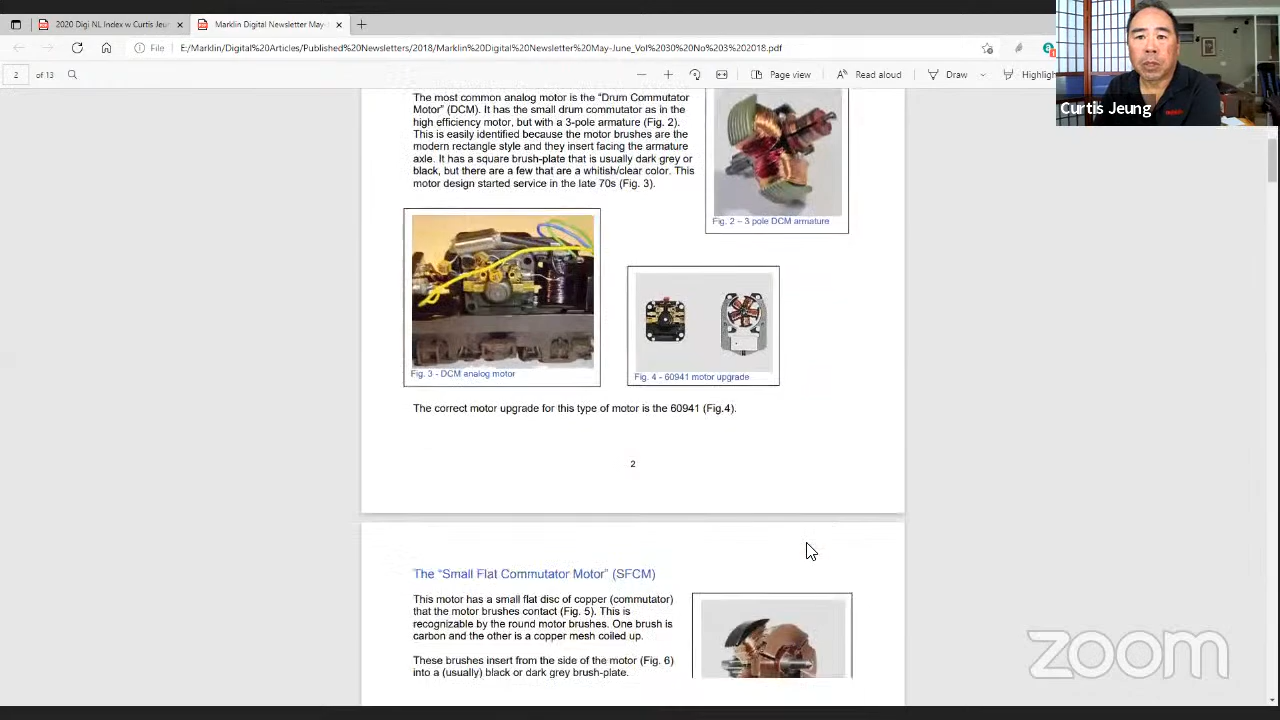 2020 Digi NL Index w Curtis Jeun
Marklin Digital Newsletter May-
File
E:/Marklin/Digital%20Articles/Published%20Newsletters/2018/Marklin%20Digital%20Newsletter%20May-June_Vol%2030%20No%203%202018.pdf
2
of 13
Page view
Read aloud
Draw
Highligh
Curtis Jeung
The most common analog motor is the "Drum Commutator
Motor" (DCM). It has the small drum commutator as in the
high efficiency motor, but with a 3-pole armature (Fig. 2).
This is easily identified because the motor brushes are the
modern rectangle style and they insert facing the armature
axle. It has a square brush-plate that is usually dark grey or
black, but there are a few that are a whitish/clear color. This
motor design started service in the late 70s (Fig. 3).
Fig. 2 – 3 pole DCM armature
Fig. 3 - DCM analog motor
Fig. 4 - 60941 motor upgrade
The correct motor upgrade for this type of motor is the 60941 (Fig.4).
2
The "Small Flat Commutator Motor" (SFCM)
This motor has a small flat disc of copper (commutator)
that the motor brushes contact (Fig. 5). This is
recognizable by the round motor brushes. One brush is
carbon and the other is a copper mesh coiled up.
These brushes insert from the side of the motor (Fig. 6)
into a (usually) black or dark grey brush-plate.
zoom